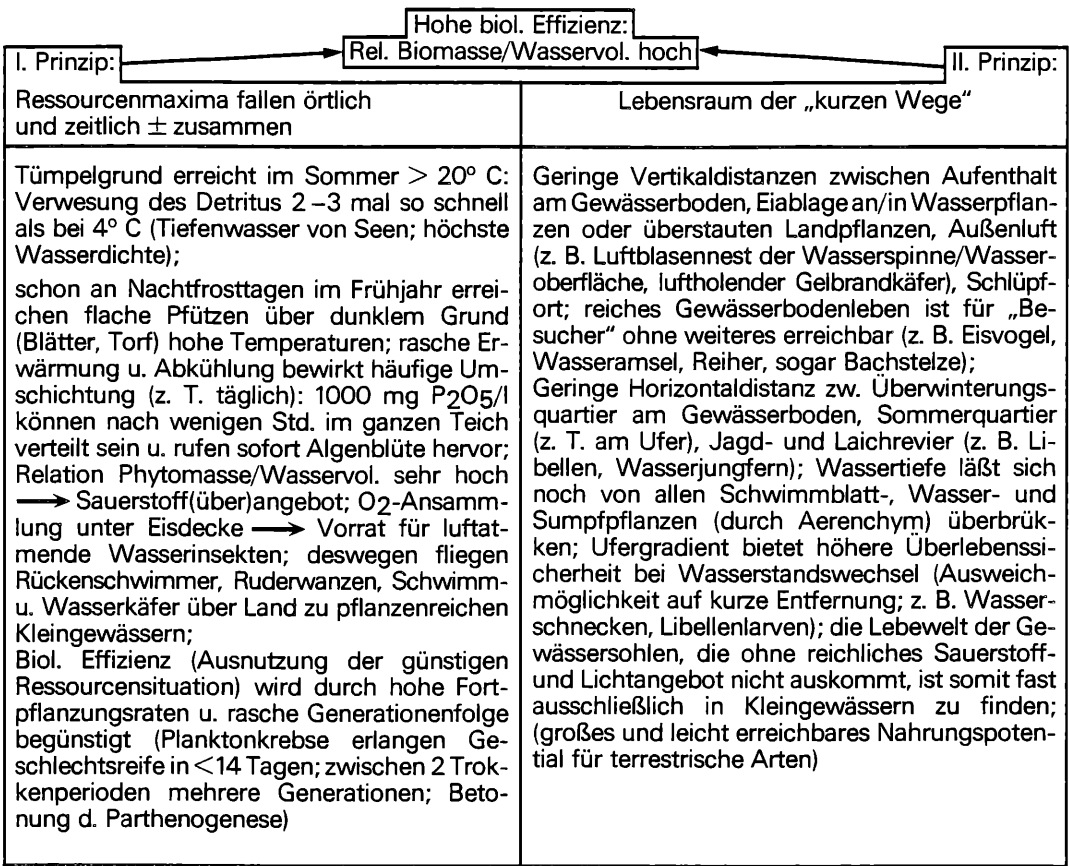 Hohe biol. Effizienz:
Rel. Biomasse/Wasservol. hoch
I. Prinzip:
II. Prinzip:
Ressourcenmaxima fallen örtlich
und zeitlich ± zusammen
Lebensraum der „kurzen Wege“
Tümpelgrund erreicht im Sommer > 20° C:
Verwesung des Detritus 2–3 mal so schnell
als bei 4° C (Tiefenwasser von Seen; höchste
Wasserdichte);
schon an Nachtfrosttagen im Frühjahr errei-
chen flache Pfützen über dunklem Grund
(Blätter, Torf) hohe Temperaturen; rasche Er-
wärmung u. Abkühlung bewirkt häufige Um-
schichtung (z. T. täglich): 1000 mg P2O5/l
können nach wenigen Std. im ganzen Teich
verteilt sein u. rufen sofort Algenblüte hervor;
Relation Phytomasse/Wasservol. sehr hoch
→ Sauerstoff(über)angebot; O2-Ansamm-
lung unter Eisdecke → Vorrat für luftat-
mende Wasserinsekten; deswegen fliegen
Rückenschwimmer, Ruderwanzen, Schwimm-
u. Wasserkäfer über Land zu pflanzenreichen
Kleingewässern;
Biol. Effizienz (Ausnutzung der günstigen
Ressourcensituation) wird durch hohe Fort-
pflanzungsraten u. rasche Generationenfolge
begünstigt (Planktonkrebse erlangen Ge-
schlechtsreife in <14 Tagen; zwischen 2 Trok-
kenperioden mehrere Generationen; Beto-
nung d. Parthenogenese)
Geringe Vertikaldistanzen zwischen Aufenthalt
am Gewässerboden, Eiablage an/in Wasserpflan-
zen oder überstauten Landpflanzen, Außenluft
(z. B. Luftblasennest der Wasserspinne/Wasser-
oberfläche, luftholender Gelbrandkäfer), Schlüpf-
ort; reiches Gewässerbodenleben ist für „Be-
sucher“ ohne weiteres erreichbar (z. B. Eisvogel,
Wasseramsel, Reiher, sogar Bachstelze);
Geringe Horizontaldistanz zw. Überwinterungs-
quartier am Gewässerboden, Sommerquartier
(z. T. am Ufer), Jagd- und Laichrevier (z. B. Li-
bellen, Wasserjungfern); Wassertiefe läßt sich
noch von allen Schwimmblatt-, Wasser- und
Sumpfpflanzen (durch Aerenchym) überbrük-
ken; Ufergradient bietet höhere Überlebenssi-
cherheit bei Wasserstandswechsel (Ausweich-
möglichkeit auf kurze Entfernung; z. B. Wasser-
schnecken, Libellenlarven); die Lebewelt der Ge-
wässersohlen, die ohne reichliches Sauerstoff-
und Lichtangebot nicht auskommt, ist somit fast
ausschließlich in Kleingewässern zu finden;
(großes und leicht erreichbares Nahrungspoten-
tial für terrestrische Arten)